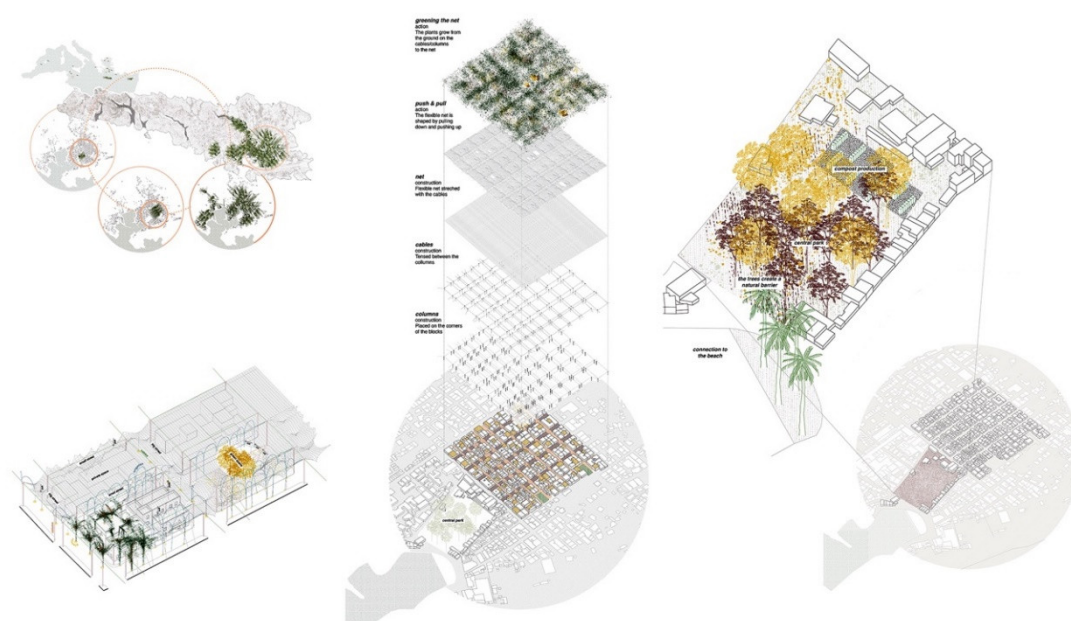 greening the net
action
The plants grow from
the ground on the
cables/columns
to the net
push & pull
action
The flexible net is
shaped by pulling
down and pushing up
net
construction
Flexible net streched
with the cables
cables
construction
Tensed between the
columns
columns
construction
Placed on the corners
of the blocks
central park
compost production
central park
the trees create a
natural barrier
connection to
the beach